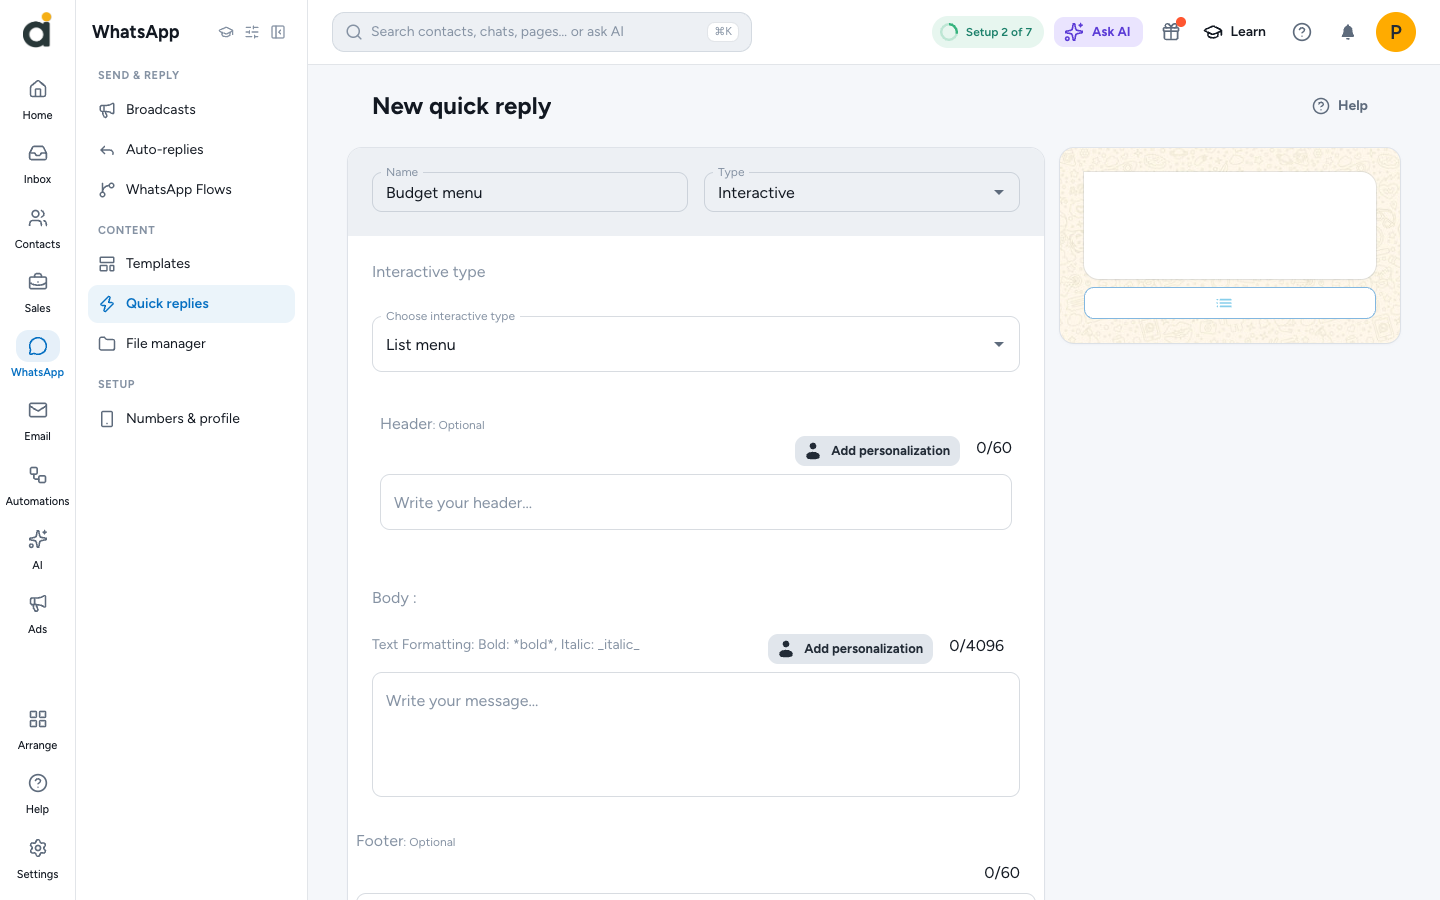 WhatsApp
Search contacts, chats, pages... or ask AI
⌘K
Setup 2 of 7
Ask AI
Learn
P
Home
Inbox
Contacts
Sales
WhatsApp
Email
Automations
AI
Ads
Arrange
Help
Settings
SEND & REPLY
Broadcasts
Auto-replies
WhatsApp Flows
CONTENT
Templates
Quick replies
File manager
SETUP
Numbers & profile
New quick reply
Help
Name
Budget menu
Type
Interactive
Interactive type
Choose interactive type
List menu
Header: Optional
Add personalization
0/60
Write your header...
Body :
Text Formatting: Bold: *bold*, Italic: _italic_
Add personalization
0/4096
Write your message...
Footer: Optional
0/60